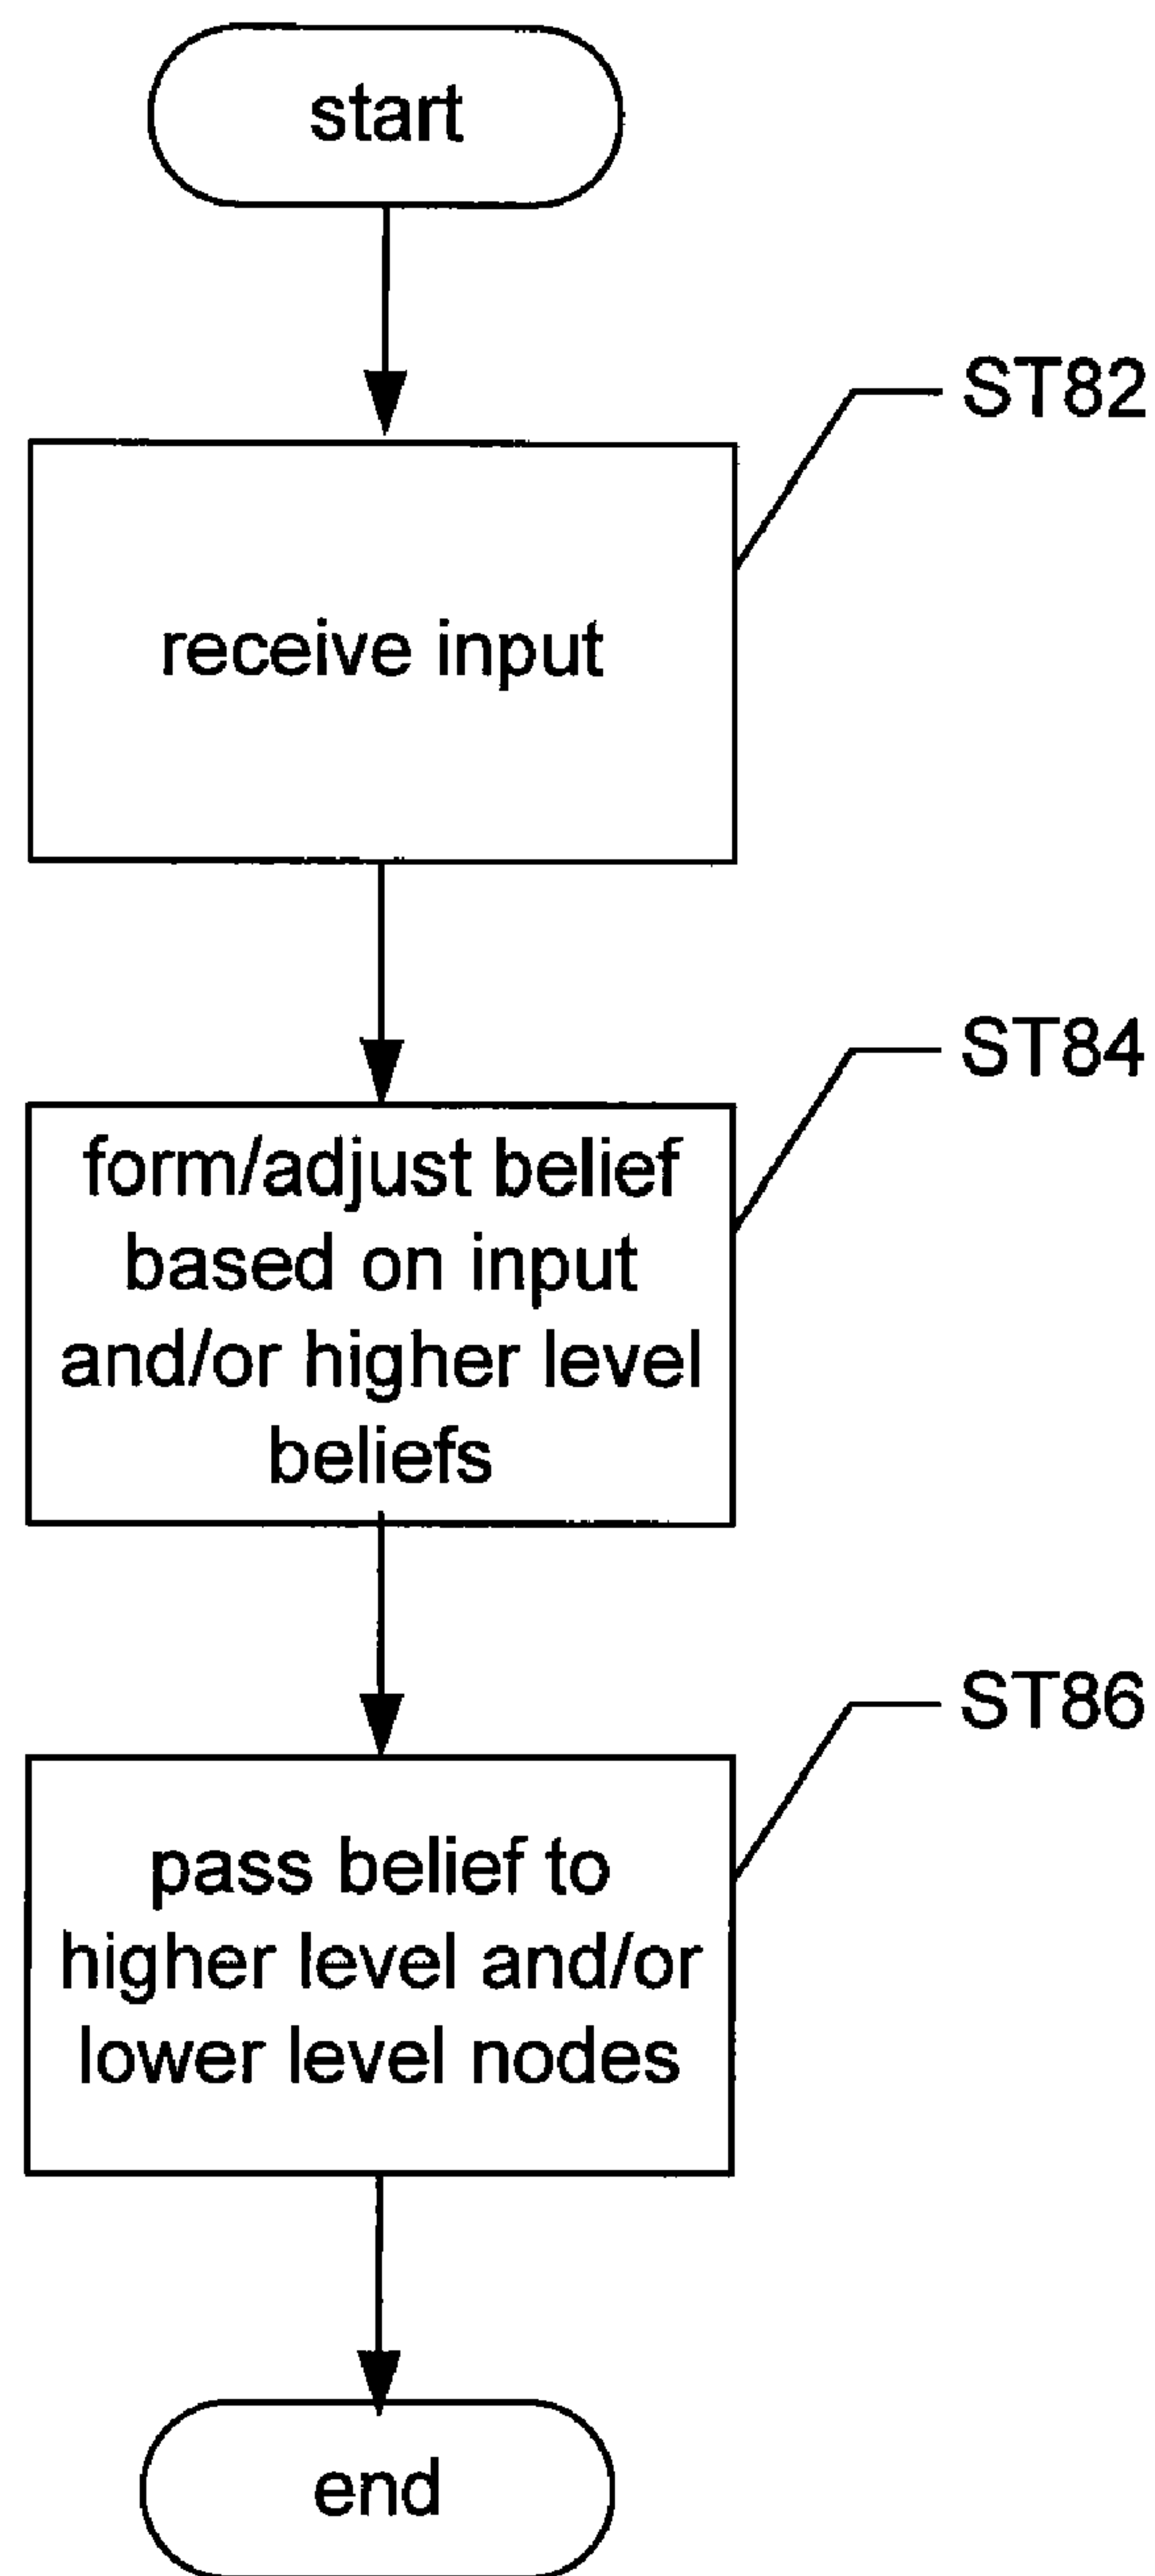 start
ST82
receive input
ST84
form/adjust belief
based on input
and/or higher level
beliefs
ST86
pass belief to
higher level and/or
lower level nodes
end